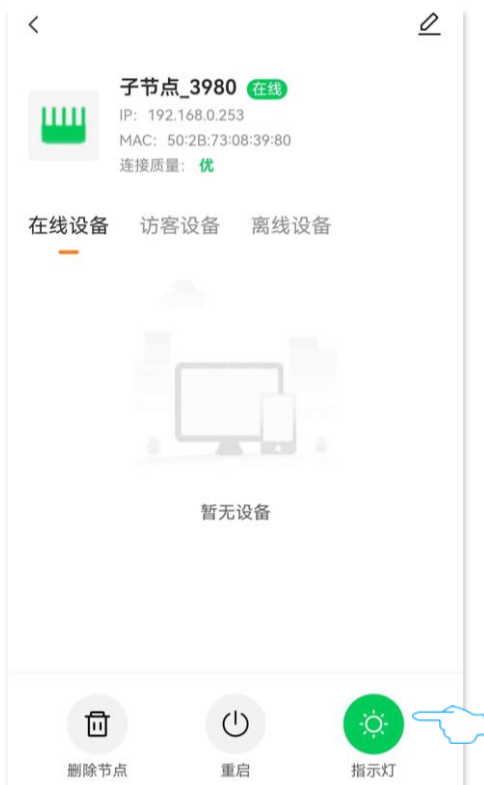 子节点_3980 在线
IP: 192.168.0.253
MAC: 50:2B:73:08:39:80
连接质量: 优
在线设备 访客设备 离线设备
暂无设备
删除节点 重启 指示灯